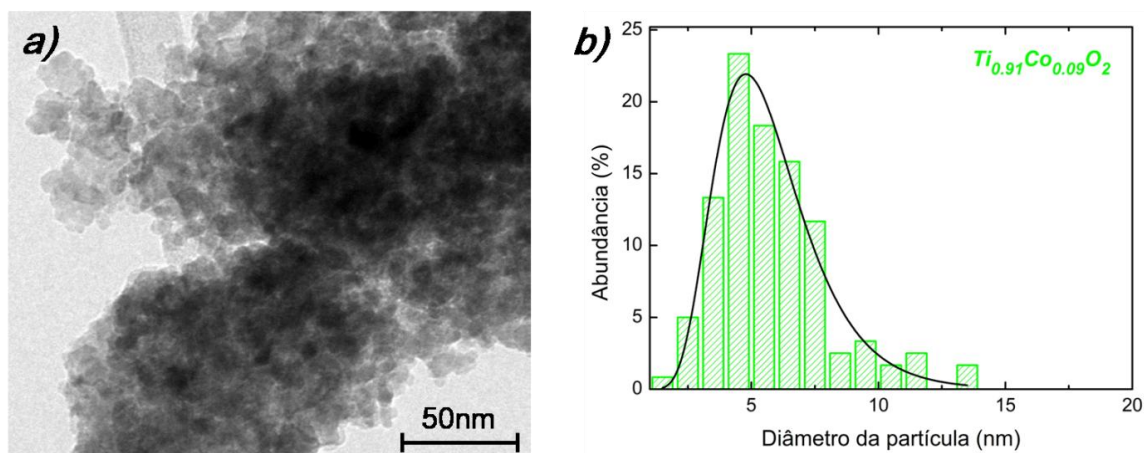 a)
50nm
b)
Ti₀.₉₁Co₀.₀₉O₂
Abundância (%)
25
20
15
10
5
0
5
10
15
20
Diâmetro da partícula (nm)